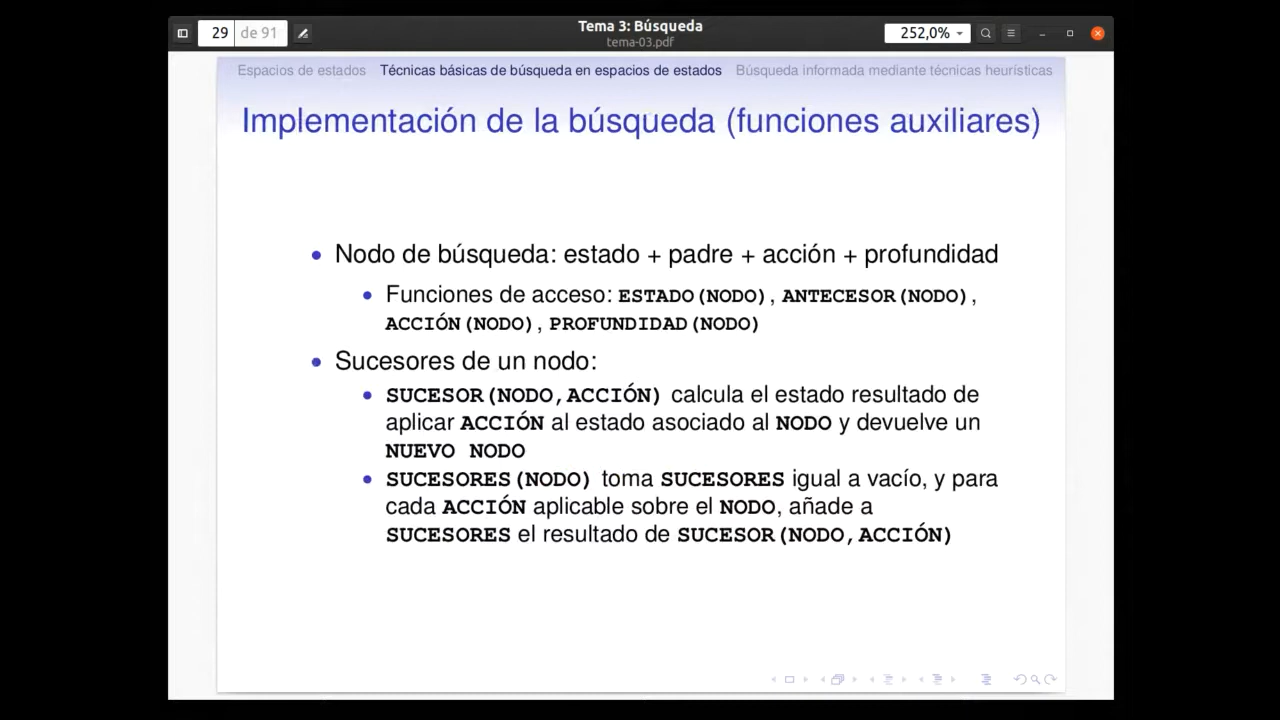 29 de 91
Tema 3: Búsqueda
tema-03.pdf
252,0%
Espacios de estados Técnicas básicas de búsqueda en espacios de estados Búsqueda informada mediante técnicas heurísticas
Implementación de la búsqueda (funciones auxiliares)
• Nodo de búsqueda: estado + padre + acción + profundidad
• Funciones de acceso: ESTADO(NODO), ANTECESOR(NODO),
ACCIÓN(NODO), PROFUNDIDAD(NODO)
• Sucesores de un nodo:
• SUCESOR(NODO,ACCIÓN) calcula el estado resultado de
aplicar ACCIÓN al estado asociado al NODO y devuelve un
NUEVO NODO
• SUCESORES(NODO) toma SUCESORES igual a vacío, y para
cada ACCIÓN aplicable sobre el NODO, añade a
SUCESORES el resultado de SUCESOR(NODO,ACCIÓN)